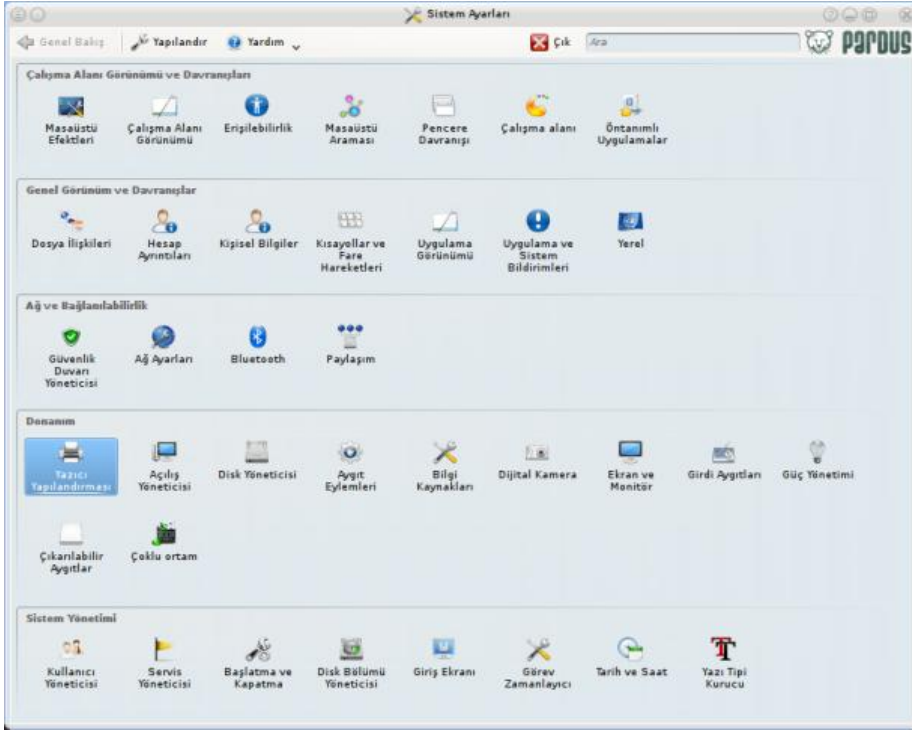 Sistem Ayarları
Genel Bakış Yapılandır Yardım Çık Ara PARDUS
Çalışma Alanı Görünümü ve Davranışları
Masaüstü Efektleri
Çalışma Alanı Görünümü
Erişilebilirlik
Masaüstü Araması
Pencere Davranışı
Çalışma alanı
Öntanımlı Uygulamalar
Genel Görünüm ve Davranışlar
Dosya İlişkileri
Hesap Ayrıntıları
Kişisel Bilgiler
Kısayollar ve Fare Hareketleri
Uygulama Görünümü
Uygulama ve Sistem Bildirimleri
Yerel
Ağ ve Bağlanılabilirlik
Güvenlik Duvarı Yöneticisi
Ağ Ayarları
Bluetooth
Paylaşım
Donanım
Yazıcı Yapılandırması
Açılış Yöneticisi
Disk Yöneticisi
Aygıt Eylemleri
Bilgi Kaynakları
Dijital Kamera
Ekran ve Monitör
Girdi Aygıtları
Güç Yönetimi
Çıkarılabilir Aygıtlar
Çoklu ortam
Sistem Yönetimi
Kullanıcı Yöneticisi
Servis Yöneticisi
Başlatma ve Kapatma
Disk Bölümü Yöneticisi
Giriş Ekranı
Görev Zamanlayıcı
Tarih ve Saat
Yazı Tipi Kurucu